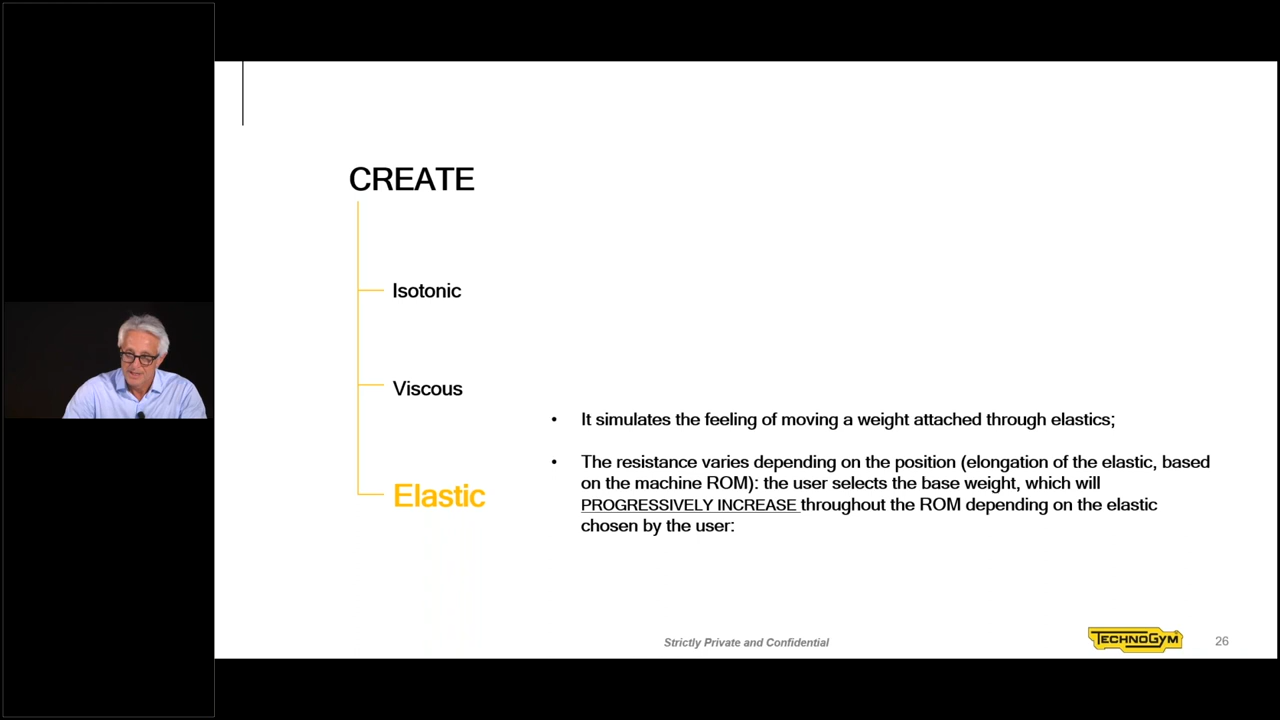 CREATE
Isotonic
Viscous
• It simulates the feeling of moving a weight attached through elastics;
• The resistance varies depending on the position (elongation of the elastic, based
on the machine ROM): the user selects the base weight, which will
Elastic
PROGRESSIVELY INCREASE throughout the ROM depending on the elastic
chosen by the user:
Strictly Private and Confidential
TECHNOGYM
26